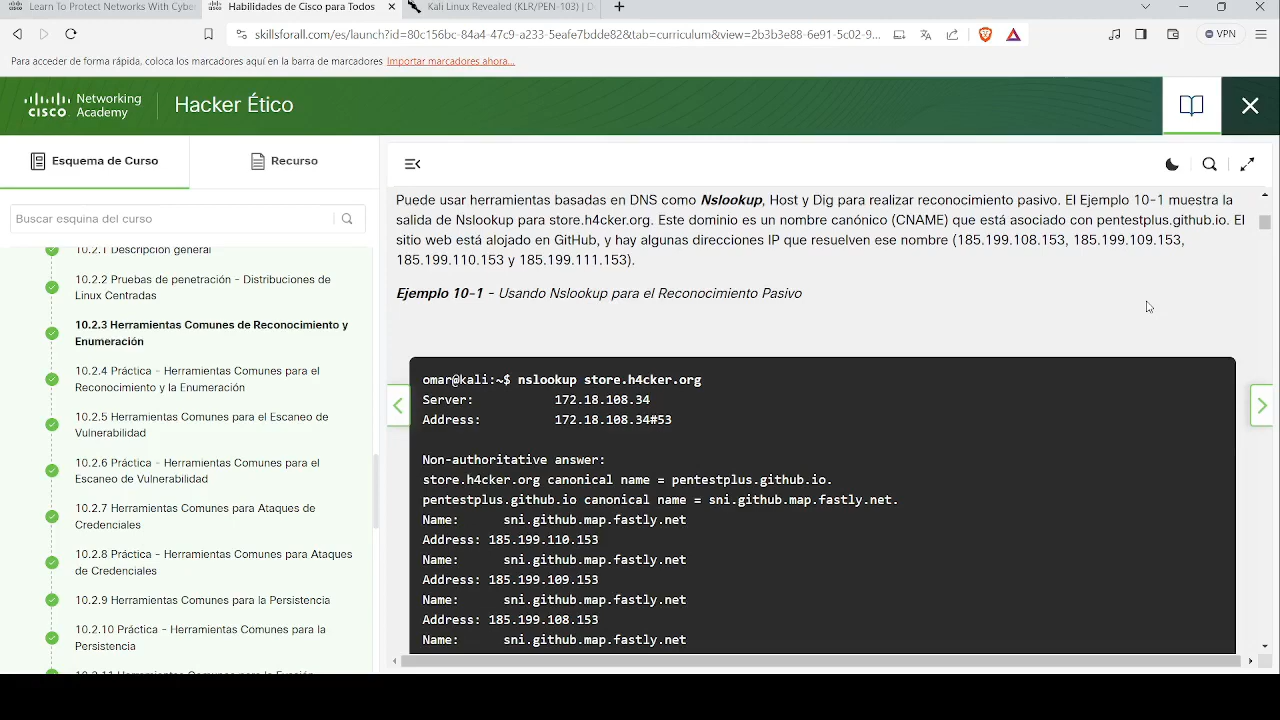 Learn To Protect Networks With Cybe
Habilidades de Cisco para Todos
Kali Linux Revealed (KLR/PEN-103) | D
skillsforall.com/es/launch?id=80c156bc-84a4-47c9-a233-5eafe7bdde82&tab=curriculum&view=2b3b3e88-6e91-5c02-9...
VPN
Para acceder de forma rápida, coloca los marcadores aquí en la barra de marcadores Importar marcadores ahora...
Networking
CISCO Academy
Hacker Ético
Esquema de Curso
Recurso
Buscar esquina del curso
10.2.1 Descripción general
10.2.2 Pruebas de penetración - Distribuciones de
Linux Centradas
10.2.3 Herramientas Comunes de Reconocimiento y
Enumeración
10.2.4 Práctica - Herramientas Comunes para el
Reconocimiento y la Enumeración
10.2.5 Herramientas Comunes para el Escaneo de
Vulnerabilidad
10.2.6 Práctica - Herramientas Comunes para el
Escaneo de Vulnerabilidad
10.2.7 Herramientas Comunes para Ataques de
Credenciales
10.2.8 Práctica - Herramientas Comunes para Ataques
de Credenciales
10.2.9 Herramientas Comunes para la Persistencia
10.2.10 Práctica - Herramientas Comunes para la
Persistencia
10.2.11 Herramientas Comunes para la Evasión
Puede usar herramientas basadas en DNS como Nslookup, Host y Dig para realizar reconocimiento pasivo. El Ejemplo 10-1 muestra la
salida de Nslookup para store.h4cker.org. Este dominio es un nombre canónico (CNAME) que está asociado con pentestplus.github.io. El
sitio web está alojado en GitHub, y hay algunas direcciones IP que resuelven ese nombre (185.199.108.153, 185.199.109.153,
185.199.110.153 y 185.199.111.153).
Ejemplo 10-1 - Usando Nslookup para el Reconocimiento Pasivo
omar@kali:~$ nslookup store.h4cker.org
Server: 172.18.108.34
Address: 172.18.108.34#53
Non-authoritative answer:
store.h4cker.org canonical name = pentestplus.github.io.
pentestplus.github.io canonical name = sni.github.map.fastly.net.
Name: sni.github.map.fastly.net
Address: 185.199.110.153
Name: sni.github.map.fastly.net
Address: 185.199.109.153
Name: sni.github.map.fastly.net
Address: 185.199.108.153
Name: sni.github.map.fastly.net